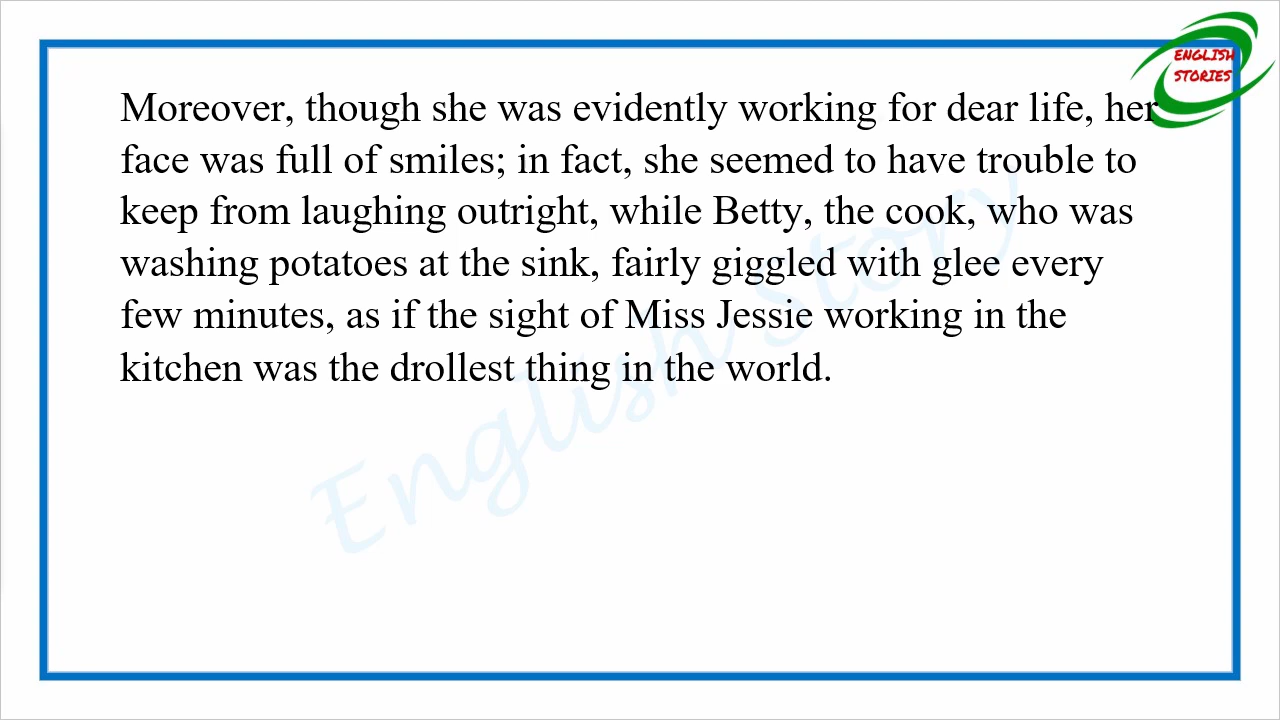 ENGLISH
STORIES
Moreover, though she was evidently working for dear life, her
face was full of smiles; in fact, she seemed to have trouble to
keep from laughing outright, while Betty, the cook, who was
washing potatoes at the sink, fairly giggled with glee every
few minutes, as if the sight of Miss Jessie working in the
kitchen was the drollest thing in the world.
English Story